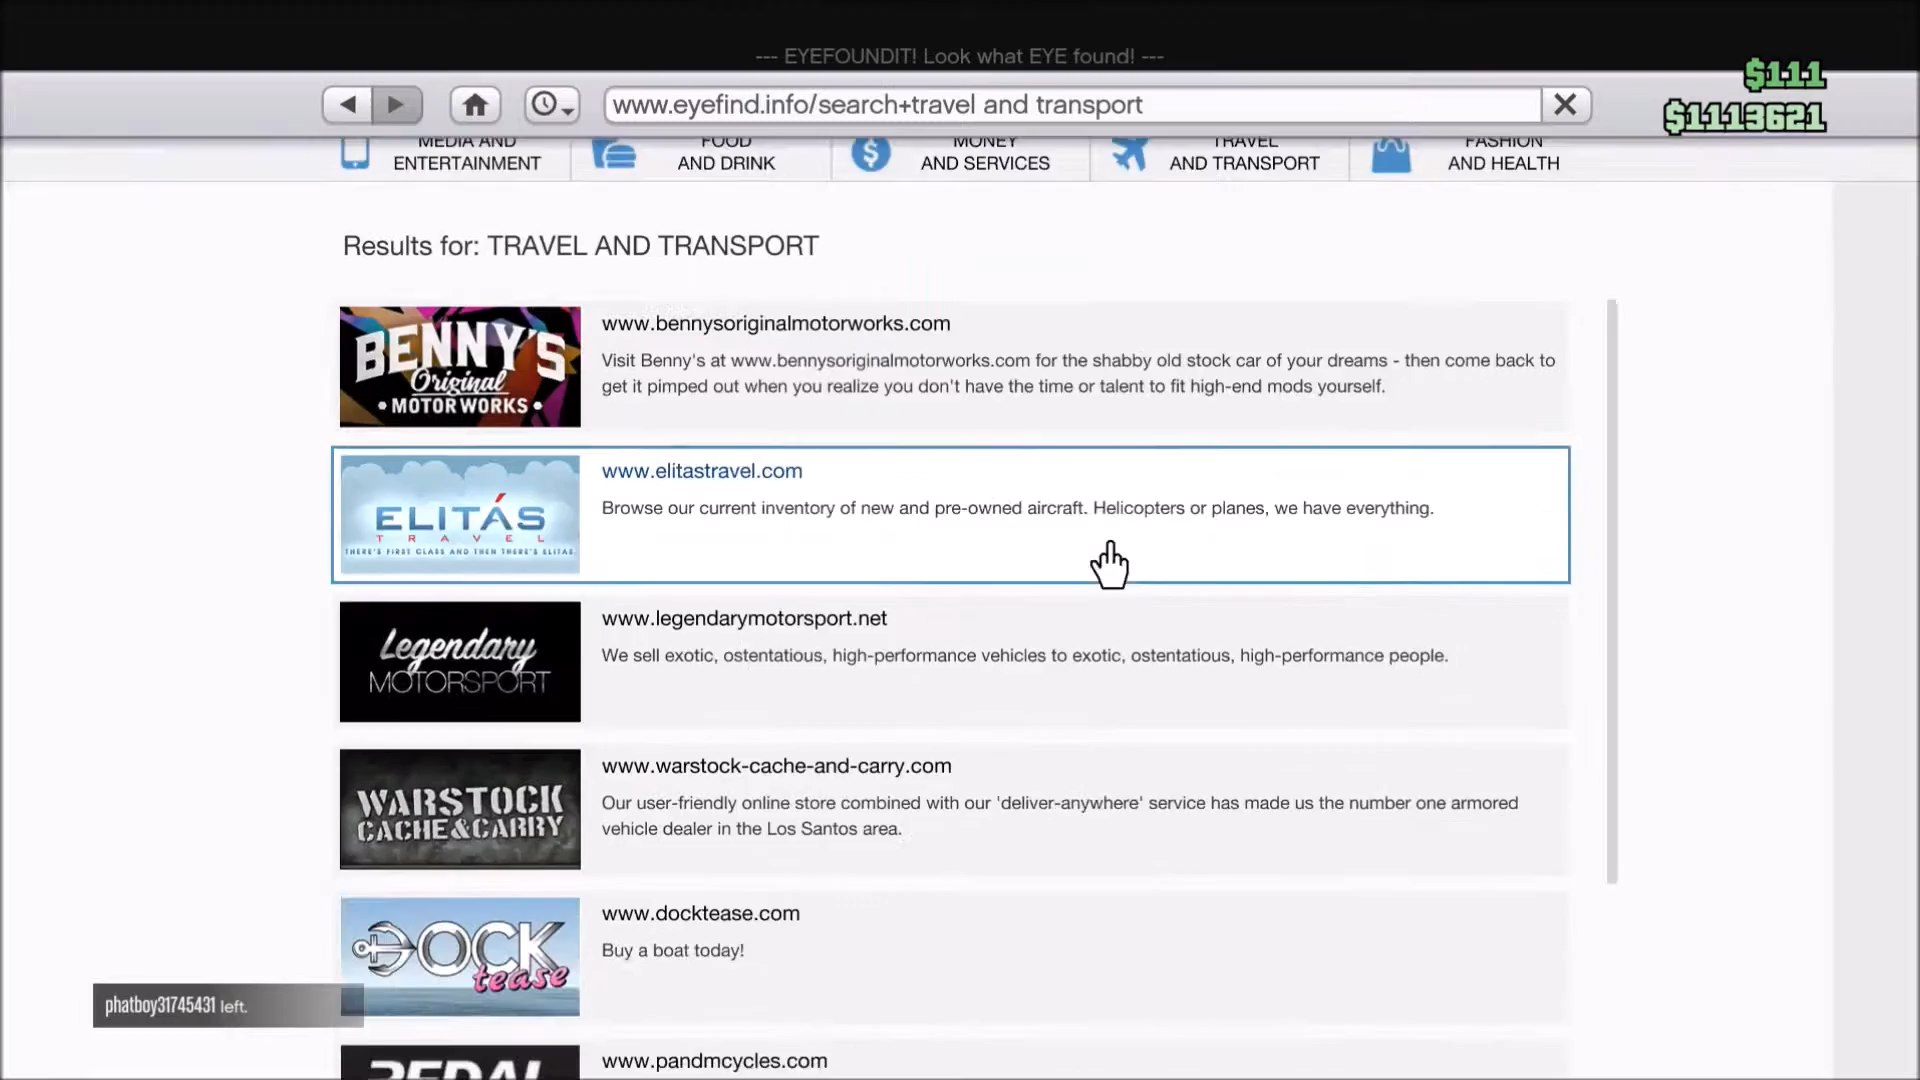 --- EYEFOUNDIT! Look what EYE found! ---
$111
www.eyefind.info/search+travel and transport
$1113621
MEDIA AND
ENTERTAINMENT
FOOD
AND DRINK
MONEY
AND SERVICES
TRAVEL
AND TRANSPORT
FASHION
AND HEALTH
Results for: TRAVEL AND TRANSPORT
BENNY'S
Original
MOTOR WORKS
www.bennysoriginalmotorworks.com
Visit Benny's at www.bennysoriginalmotorworks.com for the shabby old stock car of your dreams - then come back to
get it pimped out when you realize you don't have the time or talent to fit high-end mods yourself.
ELITÁS
TRAVEL
THERE'S FIRST CLASS AND THEN THERE'S ELITAS.
www.elitastravel.com
Browse our current inventory of new and pre-owned aircraft. Helicopters or planes, we have everything.
Legendary
MOTORSPORT
www.legendarymotorsport.net
We sell exotic, ostentatious, high-performance vehicles to exotic, ostentatious, high-performance people.
WARSTOCK
CACHE&CARRY
www.warstock-cache-and-carry.com
Our user-friendly online store combined with our 'deliver-anywhere' service has made us the number one armored
vehicle dealer in the Los Santos area.
DOCK
tease
www.docktease.com
Buy a boat today!
phatboy31745431 left.
PEDAL
www.pandmcycles.com